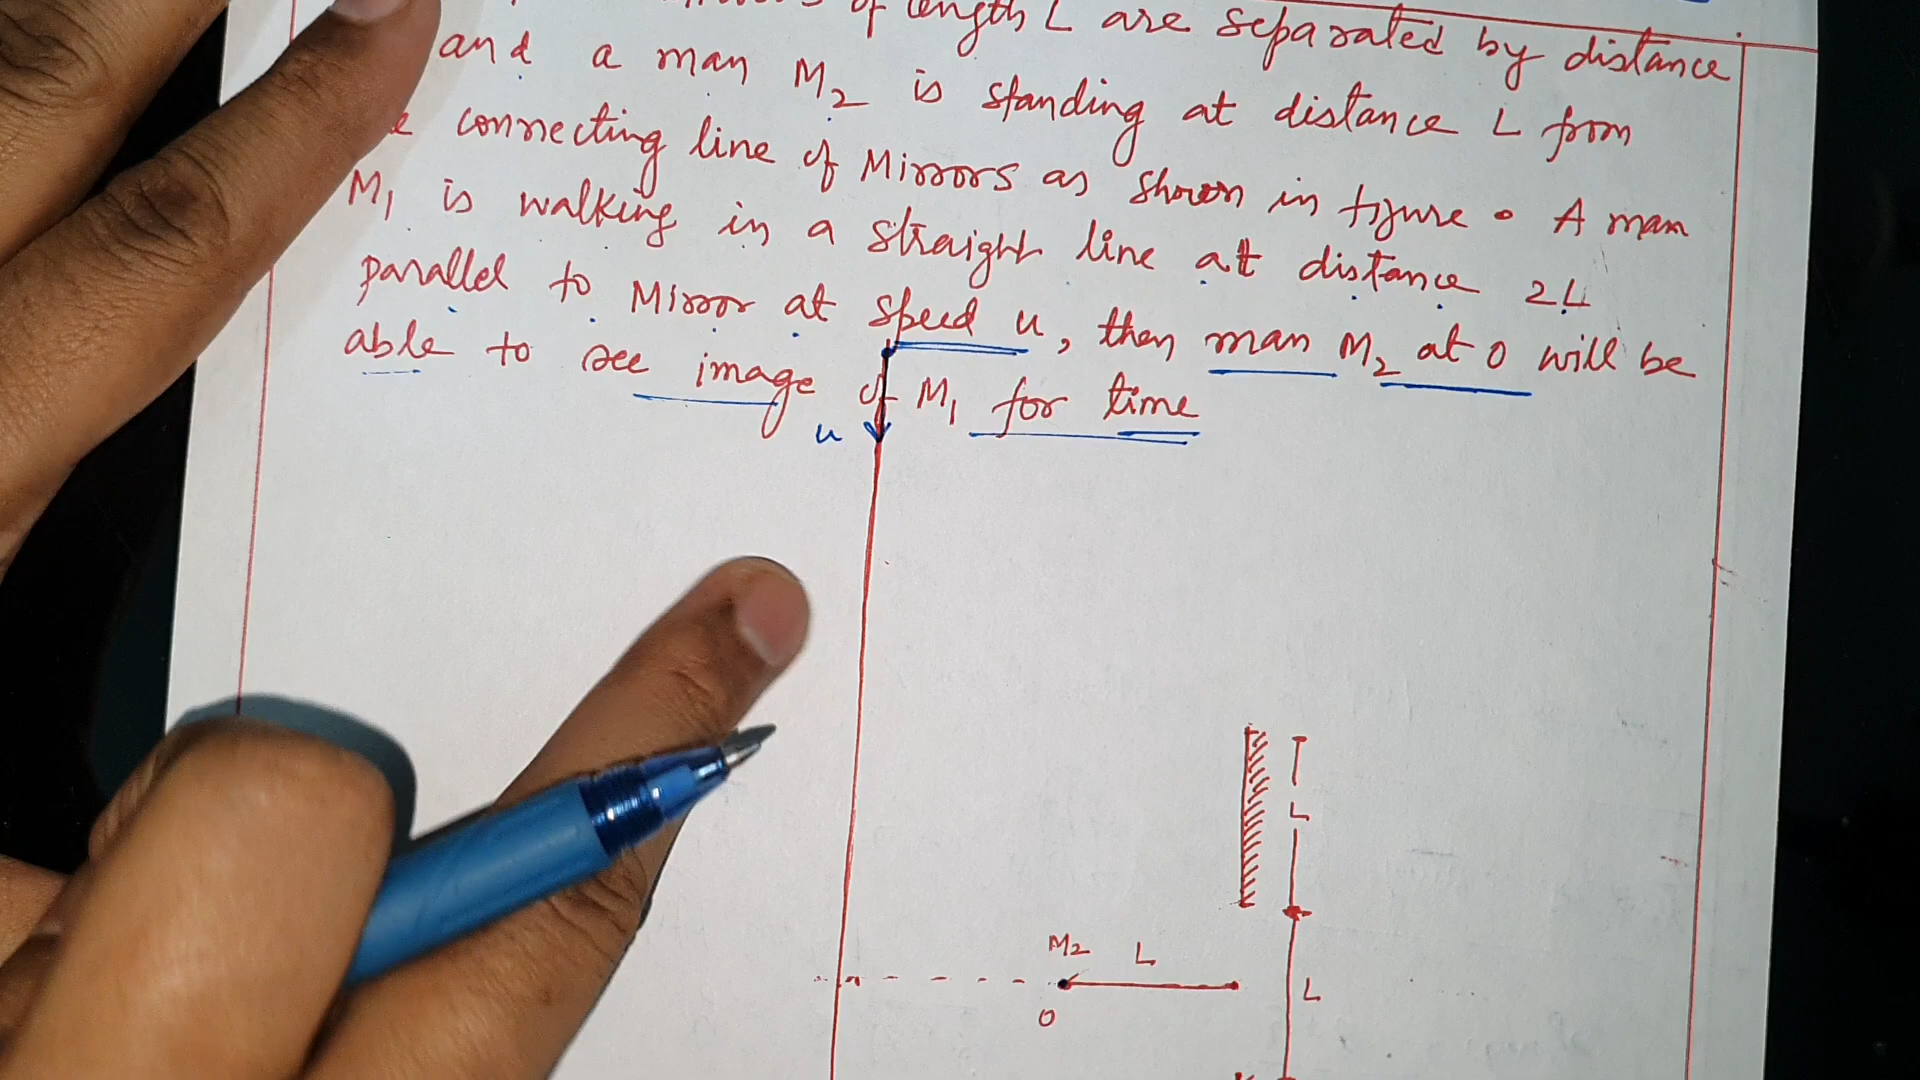 of length L are separated by distance
and a man M2 is standing at distance L from
connecting line of Mirrors as shown in figure. A man
M1 is walking in a straight line at distance 2L
parallel to Mirror at speed u, then man M2 at O will be
able to see image of M1 for time
u
L
M2 L
O
L